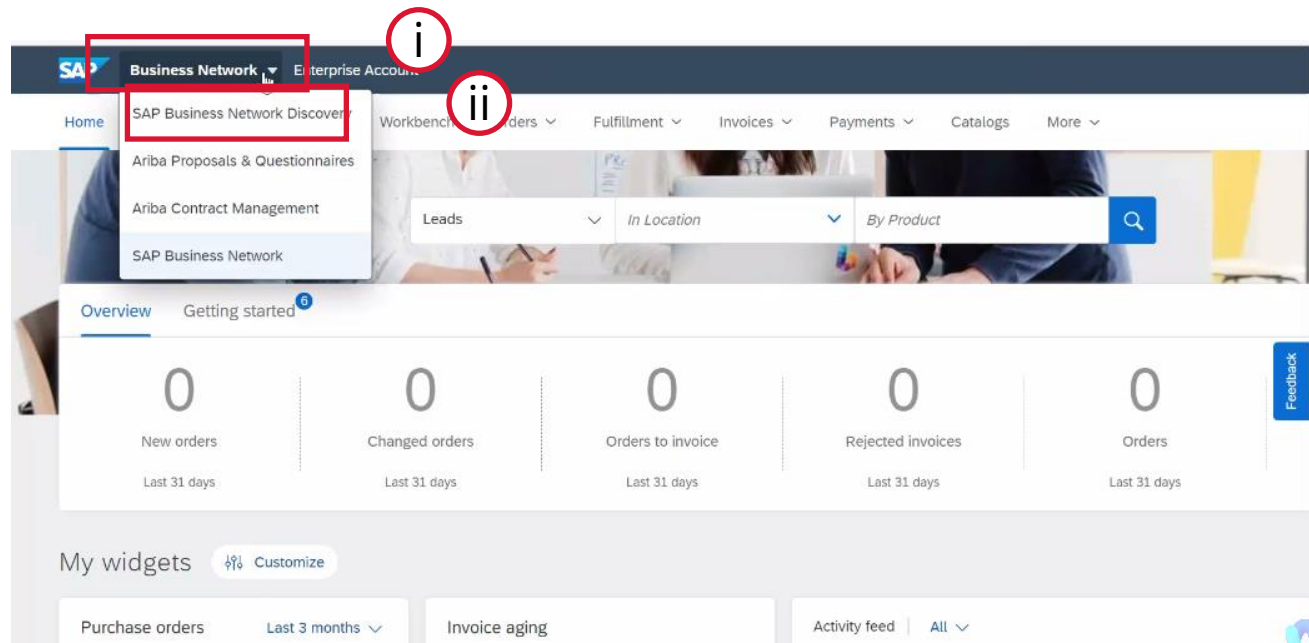 i
SAP Business Network Enterprise Account
ii
Home Workbench Orders Fulfillment Invoices Payments Catalogs More
SAP Business Network Discovery
Ariba Proposals & Questionnaires
Ariba Contract Management
SAP Business Network
Leads In Location By Product
Overview Getting started 6
Feedback
0 0 0 0 0
New orders Changed orders Orders to invoice Rejected invoices Orders
Last 31 days Last 31 days Last 31 days Last 31 days Last 31 days
My widgets Customize
Purchase orders Last 3 months Invoice aging Activity feed All